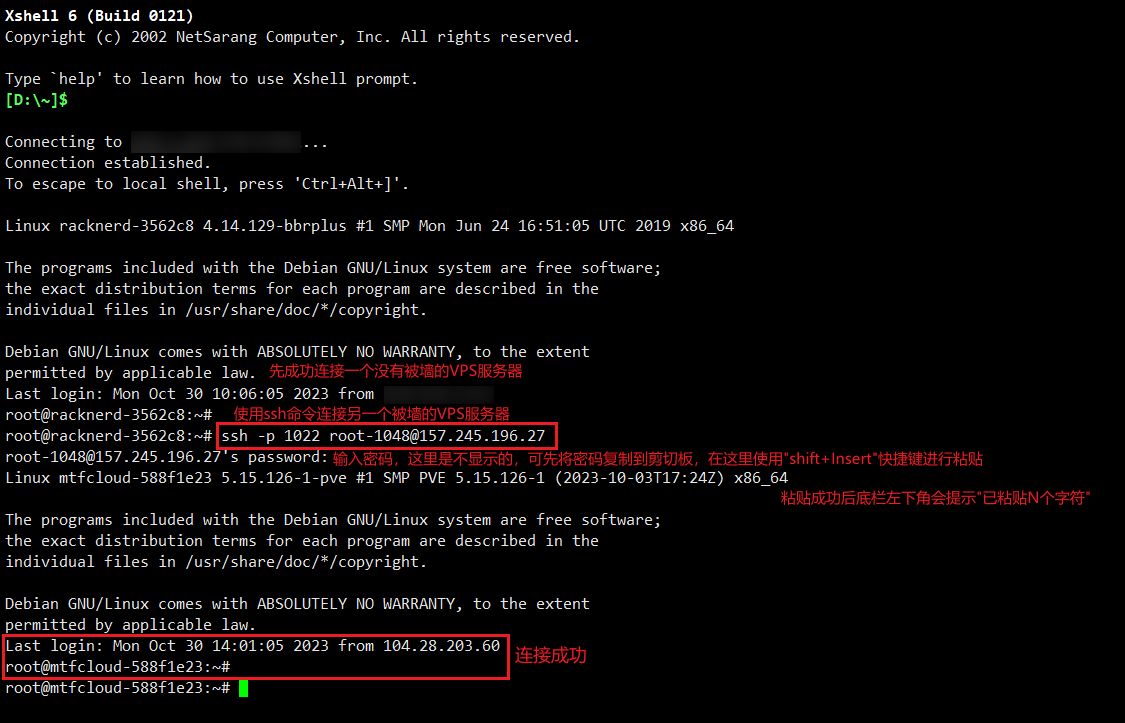 Xshell 6 (Build 0121)
Copyright (c) 2002 NetSarang Computer, Inc. All rights reserved.
Type `help' to learn how to use Xshell prompt.
[D:\~]$
Connecting to ...
Connection established.
To escape to local shell, press 'Ctrl+Alt+]'.
Linux racknerd-3562c8 4.14.129-bbrplus #1 SMP Mon Jun 24 16:51:05 UTC 2019 x86_64
The programs included with the Debian GNU/Linux system are free software;
the exact distribution terms for each program are described in the
individual files in /usr/share/doc/*/copyright.
Debian GNU/Linux comes with ABSOLUTELY NO WARRANTY, to the extent
permitted by applicable law. 先成功连接一个没有被墙的VPS服务器
Last login: Mon Oct 30 10:06:05 2023 from
root@racknerd-3562c8:~# 使用ssh命令连接另一个被墙的VPS服务器
root@racknerd-3562c8:~# ssh -p 1022 root-1048@157.245.196.27
root-1048@157.245.196.27's password: 输入密码，这里是不显示的，可先将密码复制到剪切板，在这里使用"shift+Insert"快捷键进行粘贴
Linux mtfcloud-588f1e23 5.15.126-1-pve #1 SMP PVE 5.15.126-1 (2023-10-03T17:24Z) x86_64
粘贴成功后底栏左下角会提示"已粘贴N个字符"
The programs included with the Debian GNU/Linux system are free software;
the exact distribution terms for each program are described in the
individual files in /usr/share/doc/*/copyright.
Debian GNU/Linux comes with ABSOLUTELY NO WARRANTY, to the extent
permitted by applicable law.
Last login: Mon Oct 30 14:01:05 2023 from 104.28.203.60
连接成功
root@mtfcloud-588f1e23:~#
root@mtfcloud-588f1e23:~#